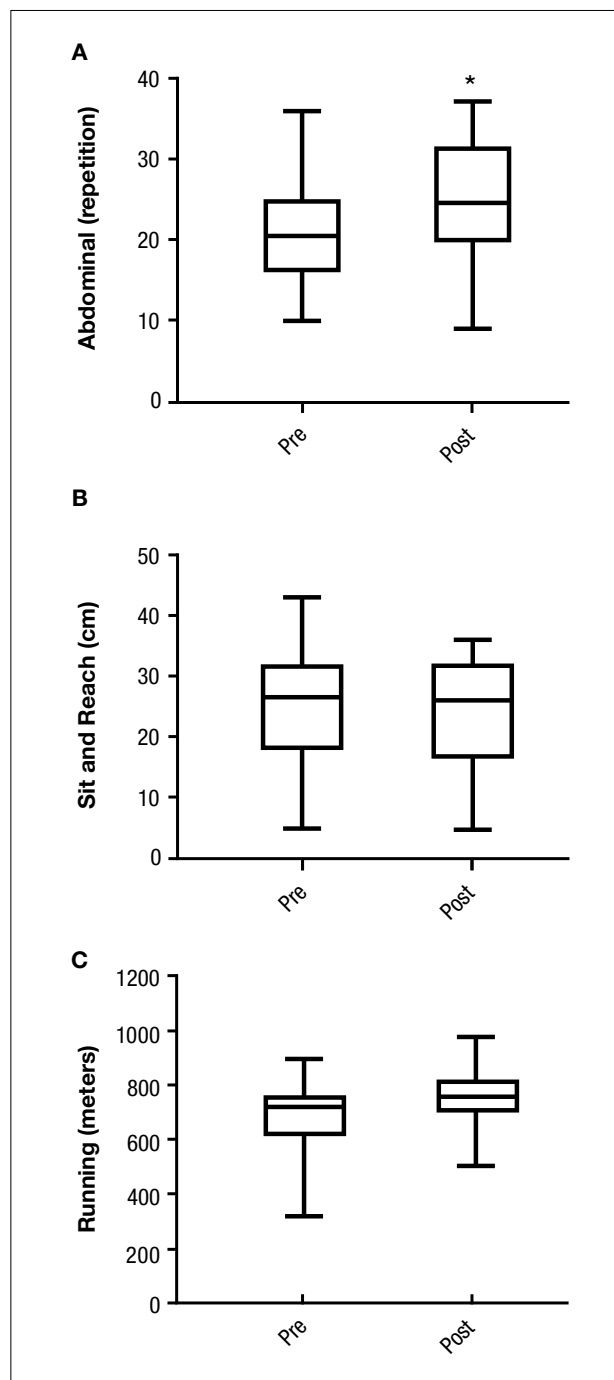 A
Abdominal (repetition)
40
30
20
10
0
*
Pre
Post
B
Sit and Reach (cm)
50
40
30
20
10
0
Pre
Post
C
Running (meters)
1200
1000
800
600
400
200
0
Pre
Post